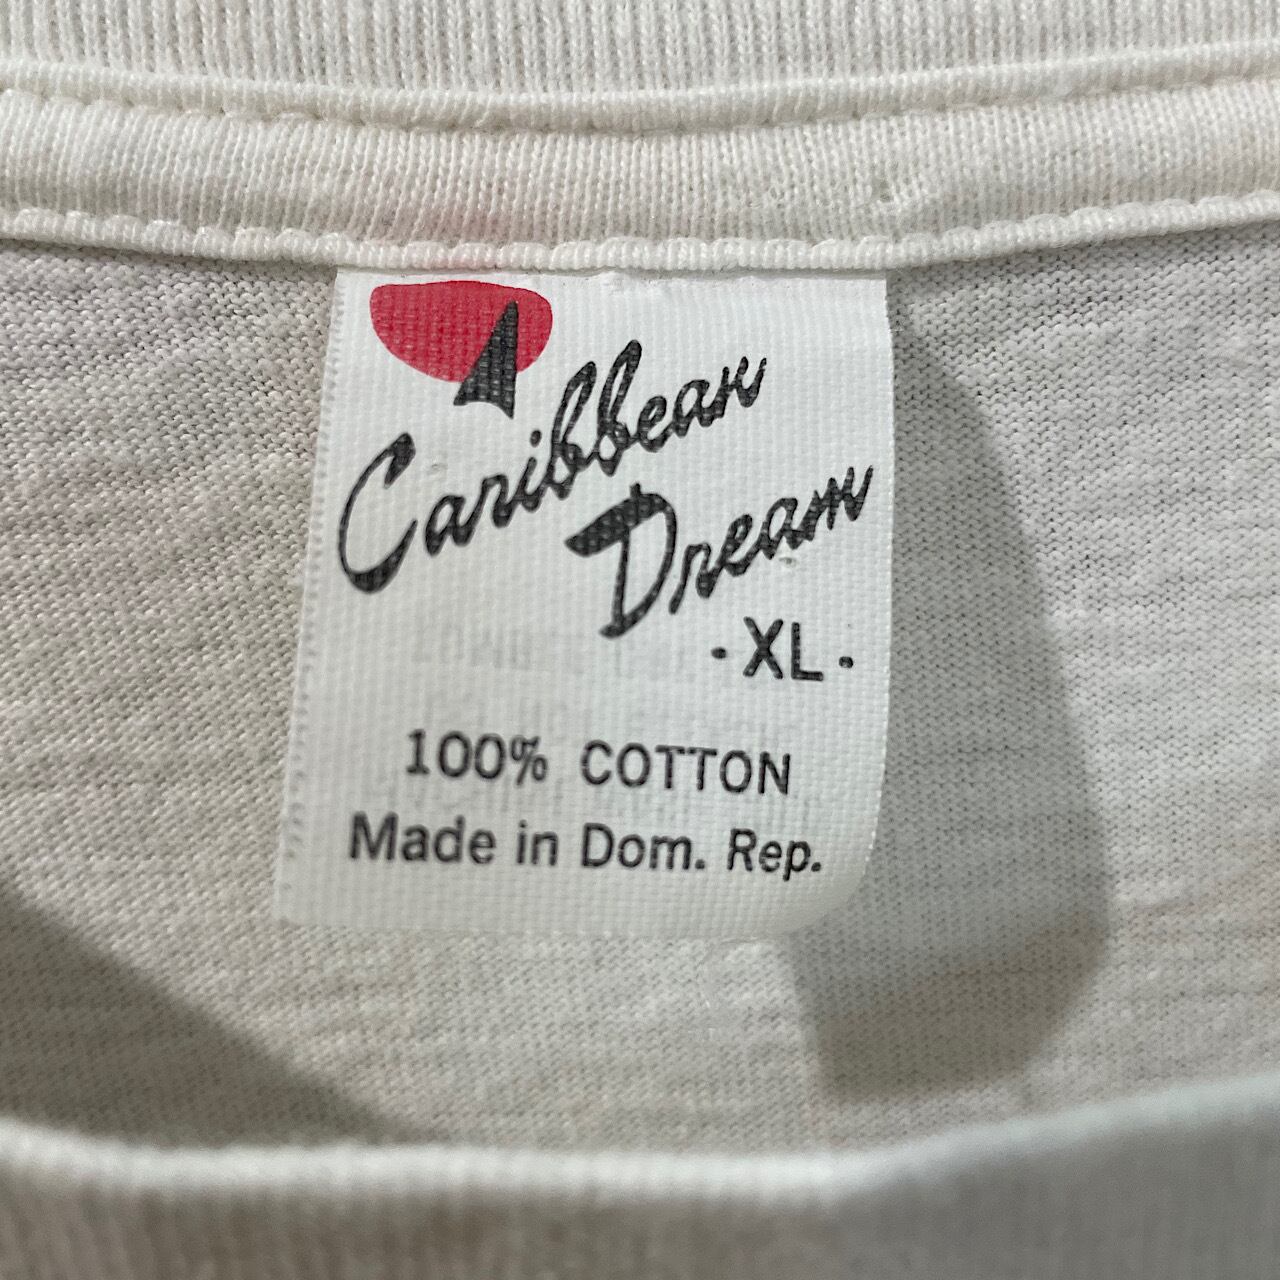 Caribbean
Dream
·XL·
100% COTTON
Made in Dom. Rep.